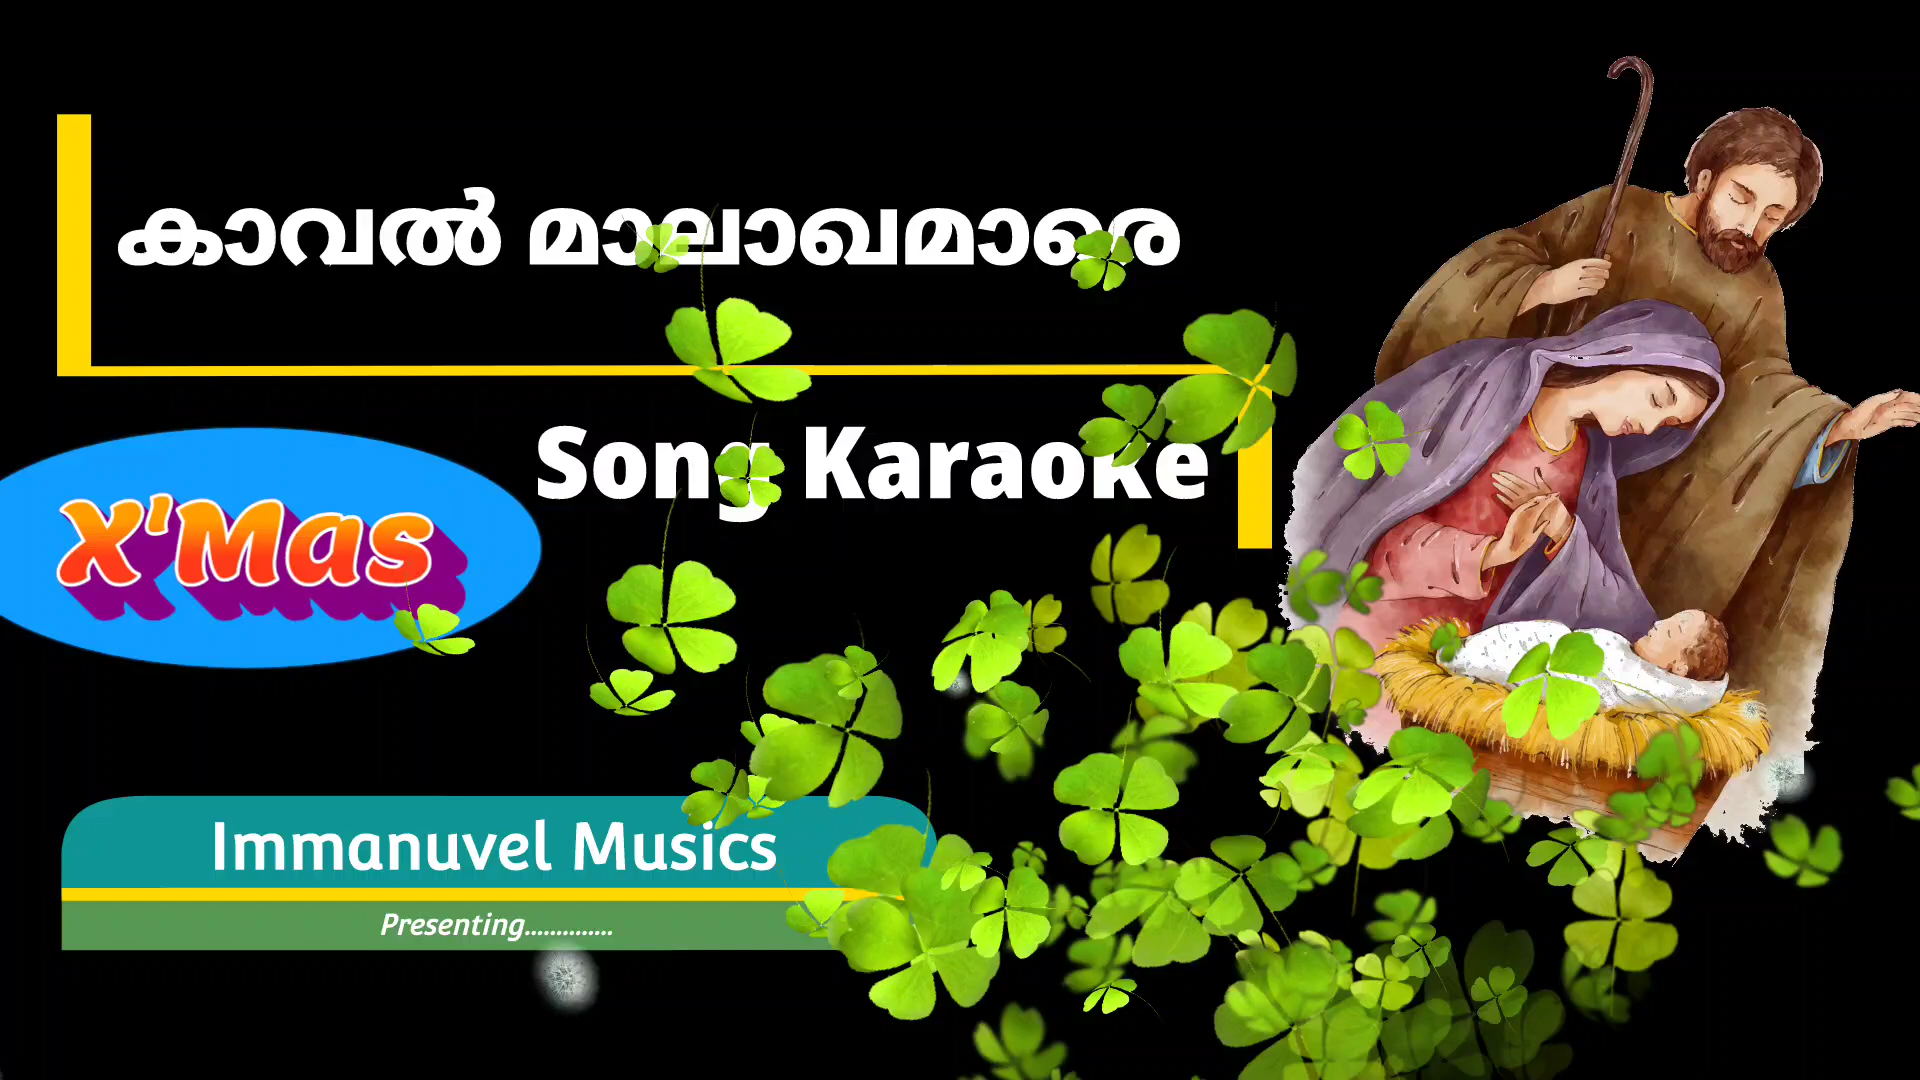 കാവൽ മാലാഖമാരെ
Song Karaoke
X'Mas
Immanuvel Musics
Presenting..............